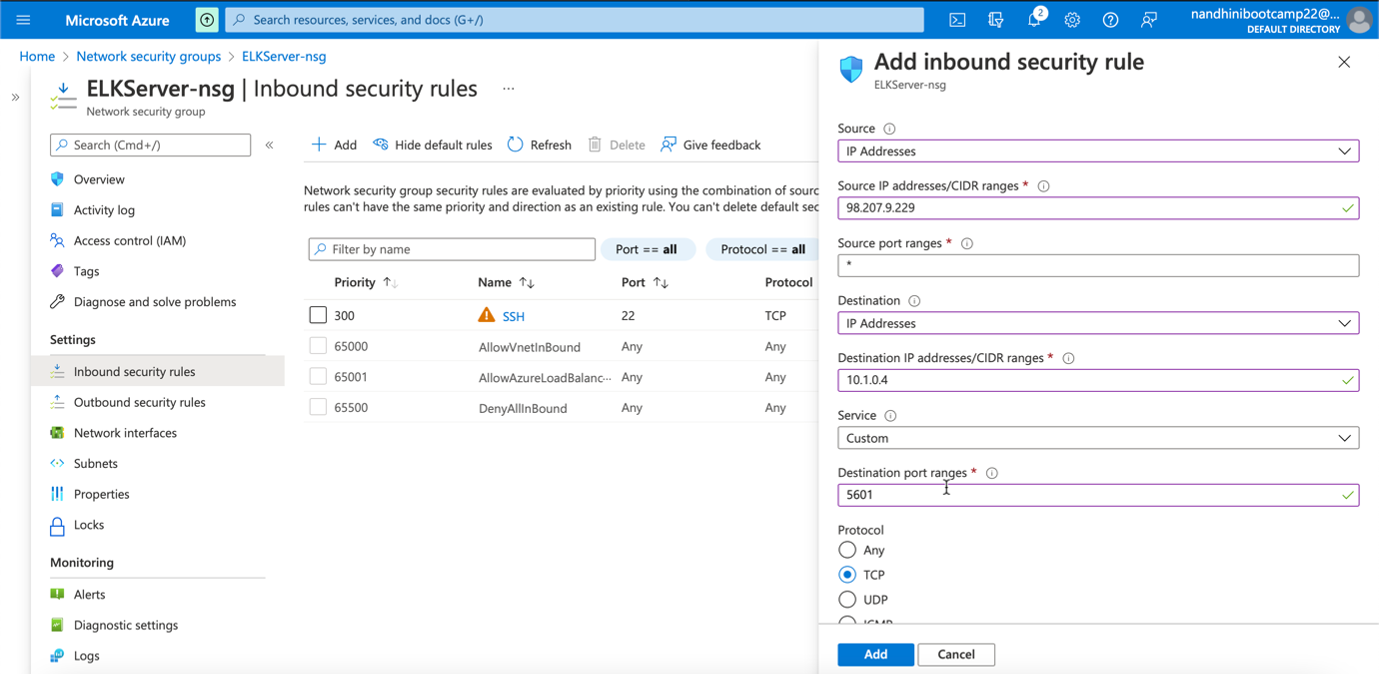 Microsoft Azure
Search resources, services, and docs (G+/)
2
nandhinibootcamp22@...
DEFAULT DIRECTORY
Home > Network security groups > ELKServer-nsg
»
ELKServer-nsg | Inbound security rules ...
Network security group
Search (Cmd+/)
«
Overview
Activity log
Access control (IAM)
Tags
Diagnose and solve problems
Settings
Inbound security rules
Outbound security rules
Network interfaces
Subnets
Properties
Locks
Monitoring
Alerts
Diagnostic settings
Logs
+ Add Hide default rules Refresh Delete Give feedback
Network security group security rules are evaluated by priority using the combination of sourc
rules can't have the same priority and direction as an existing rule. You can't delete default sec
Filter by name Port == all Protocol == all
Priority ↑↓ Name ↑↓ Port ↑↓ Protocol
300 SSH 22 TCP
65000 AllowVnetInBound Any Any
65001 AllowAzureLoadBalanc··· Any Any
65500 DenyAllInBound Any Any
Add inbound security rule
ELKServer-nsg
Source
IP Addresses
Source IP addresses/CIDR ranges *
98.207.9.229
Source port ranges *
*
Destination
IP Addresses
Destination IP addresses/CIDR ranges *
10.1.0.4
Service
Custom
Destination port ranges *
5601
Protocol
Any
TCP
UDP
ICMP
Add Cancel